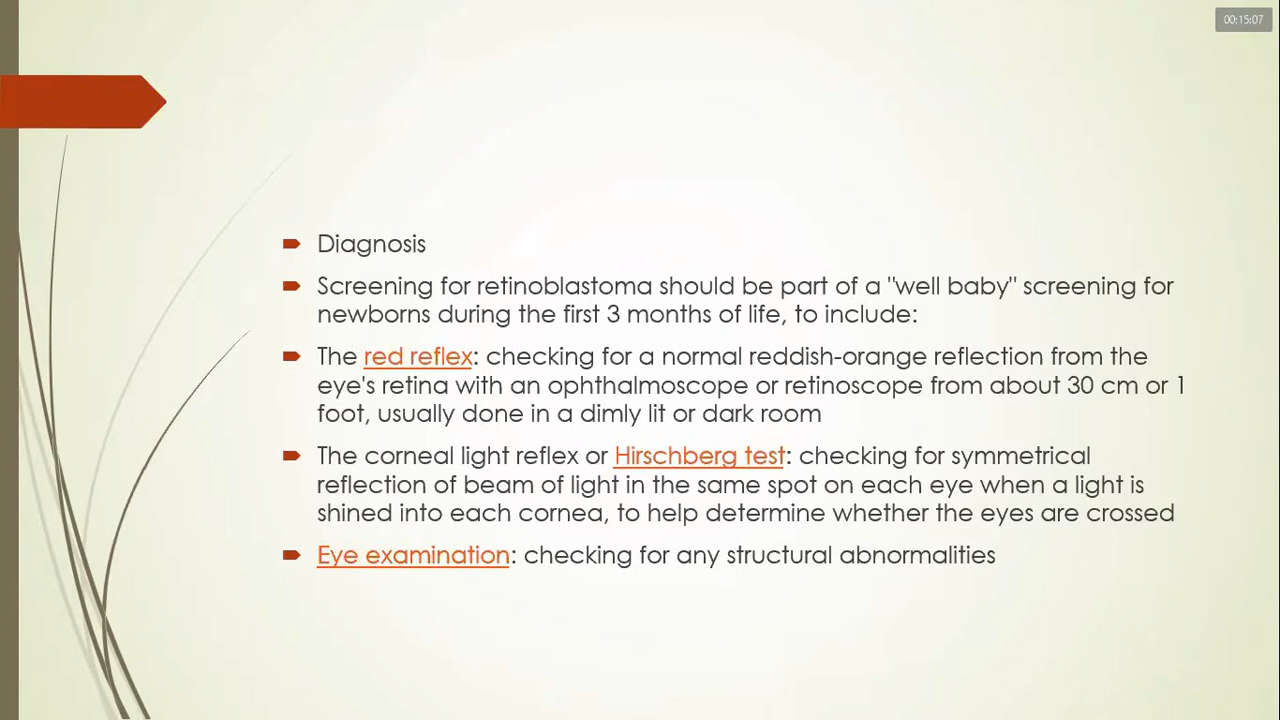 00:15:07
Diagnosis
Screening for retinoblastoma should be part of a "well baby" screening for
newborns during the first 3 months of life, to include:
The red reflex: checking for a normal reddish-orange reflection from the
eye's retina with an ophthalmoscope or retinoscope from about 30 cm or 1
foot, usually done in a dimly lit or dark room
The corneal light reflex or Hirschberg test: checking for symmetrical
reflection of beam of light in the same spot on each eye when a light is
shined into each cornea, to help determine whether the eyes are crossed
Eye examination: checking for any structural abnormalities